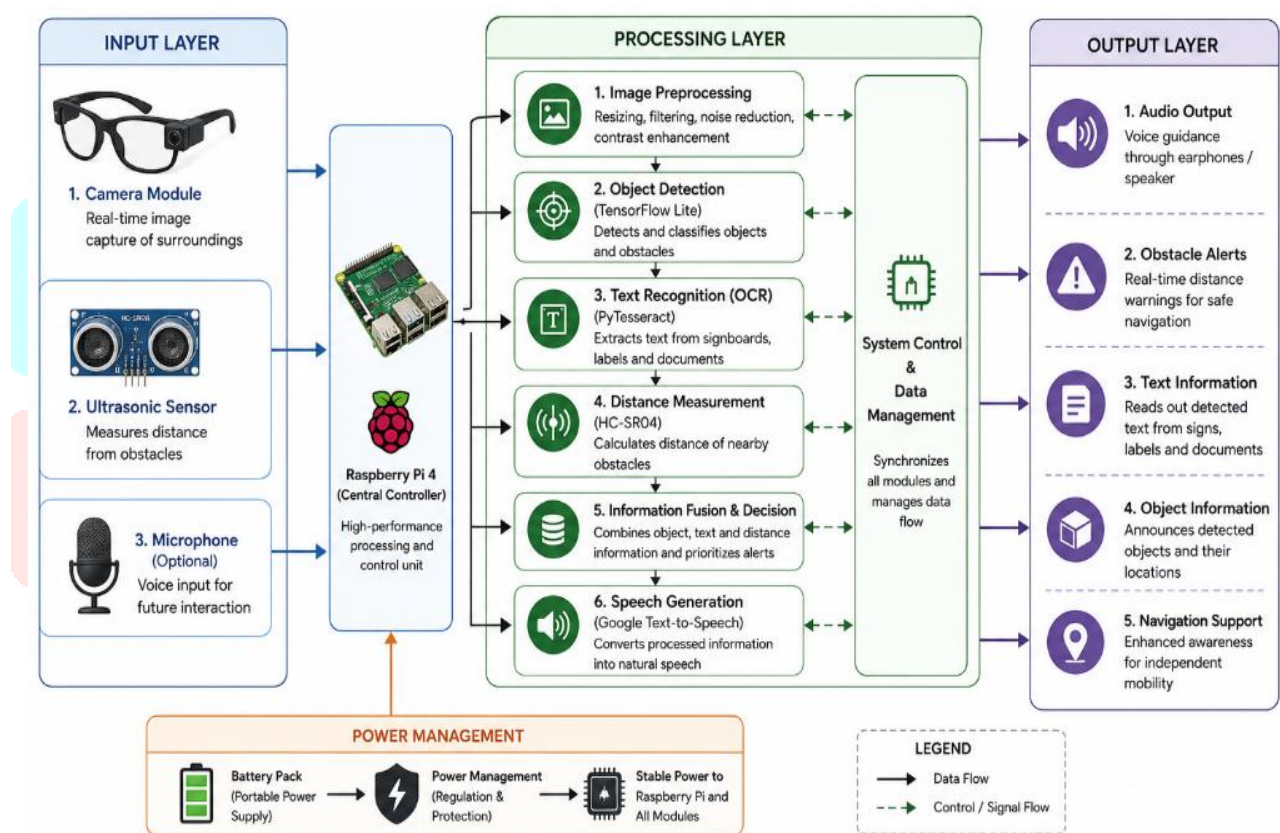 INPUT LAYER
1. Camera Module
Real-time image
capture of surroundings
HC-SR04
2. Ultrasonic Sensor
Measures distance
from obstacles
3. Microphone
(Optional)
Voice input for
future interaction
Raspberry Pi 4
(Central Controller)
High-performance
processing and
control unit
PROCESSING LAYER
1. Image Preprocessing
Resizing, filtering, noise reduction,
contrast enhancement
2. Object Detection
(TensorFlow Lite)
Detects and classifies objects
and obstacles
3. Text Recognition (OCR)
(PyTesseract)
T
Extracts text from signboards,
labels and documents
4. Distance Measurement
(HC-SR04)
Calculates distance of nearby
obstacles
5. Information Fusion & Decision
Combines object, text and distance
information and prioritizes alerts
6. Speech Generation
(Google Text-to-Speech)
Converts processed information
into natural speech
System Control
&
Data
Management
Synchronizes
all modules and
manages data
flow
OUTPUT LAYER
1. Audio Output
Voice guidance
through earphones /
speaker
2. Obstacle Alerts
Real-time distance
warnings for safe
navigation
3. Text Information
Reads out detected
text from signs,
labels and documents
4. Object Information
Announces detected
objects and their
locations
5. Navigation Support
Enhanced awareness
for independent
mobility
POWER MANAGEMENT
Battery Pack
(Portable Power
Supply)
Power Management
(Regulation &
Protection)
Stable Power to
Raspberry Pi and
All Modules
LEGEND
Data Flow
Control / Signal Flow